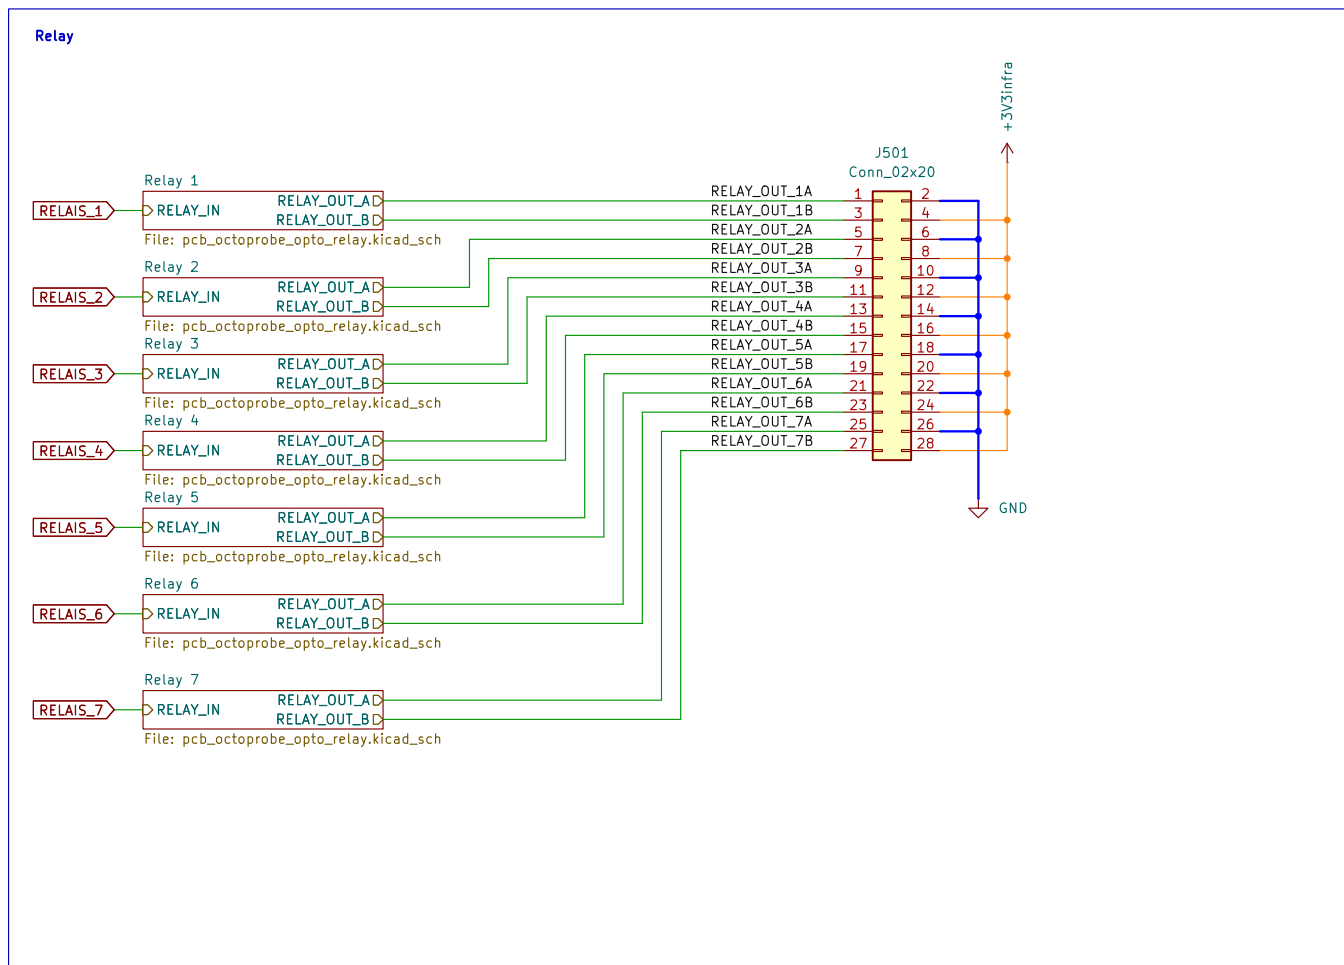 Relay
+3V3infra
J501
Conn_02x20
Relay 1
RELAIS_1
RELAY_IN
RELAY_OUT_A
RELAY_OUT_B
File: pcb_octoprobe_opto_relay.kicad_sch
Relay 2
RELAIS_2
RELAY_IN
RELAY_OUT_A
RELAY_OUT_B
File: pcb_octoprobe_opto_relay.kicad_sch
Relay 3
RELAIS_3
RELAY_IN
RELAY_OUT_A
RELAY_OUT_B
File: pcb_octoprobe_opto_relay.kicad_sch
Relay 4
RELAIS_4
RELAY_IN
RELAY_OUT_A
RELAY_OUT_B
File: pcb_octoprobe_opto_relay.kicad_sch
Relay 5
RELAIS_5
RELAY_IN
RELAY_OUT_A
RELAY_OUT_B
File: pcb_octoprobe_opto_relay.kicad_sch
Relay 6
RELAIS_6
RELAY_IN
RELAY_OUT_A
RELAY_OUT_B
File: pcb_octoprobe_opto_relay.kicad_sch
Relay 7
RELAIS_7
RELAY_IN
RELAY_OUT_A
RELAY_OUT_B
File: pcb_octoprobe_opto_relay.kicad_sch
RELAY_OUT_1A 1 2
RELAY_OUT_1B 3 4
RELAY_OUT_2A 5 6
RELAY_OUT_2B 7 8
RELAY_OUT_3A 9 10
RELAY_OUT_3B 11 12
RELAY_OUT_4A 13 14
RELAY_OUT_4B 15 16
RELAY_OUT_5A 17 18
RELAY_OUT_5B 19 20
RELAY_OUT_6A 21 22
RELAY_OUT_6B 23 24
RELAY_OUT_7A 25 26
RELAY_OUT_7B 27 28
GND